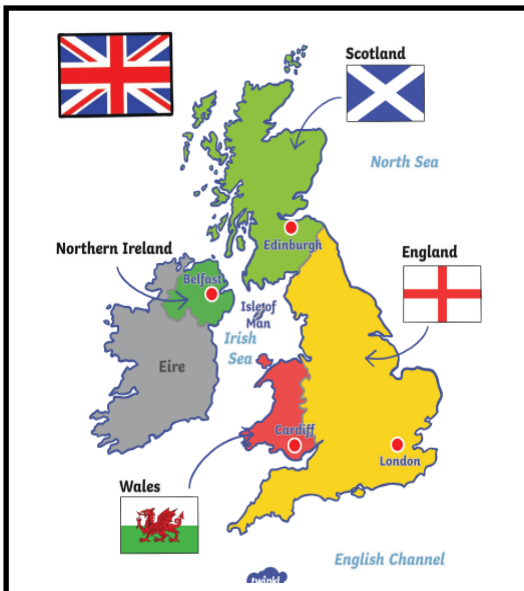 Scotland
North Sea
Edinburgh
Northern Ireland
England
Belfast
Isle of
Man
Irish
Sea
Eire
Cardiff
London
Wales
English Channel
twinkl